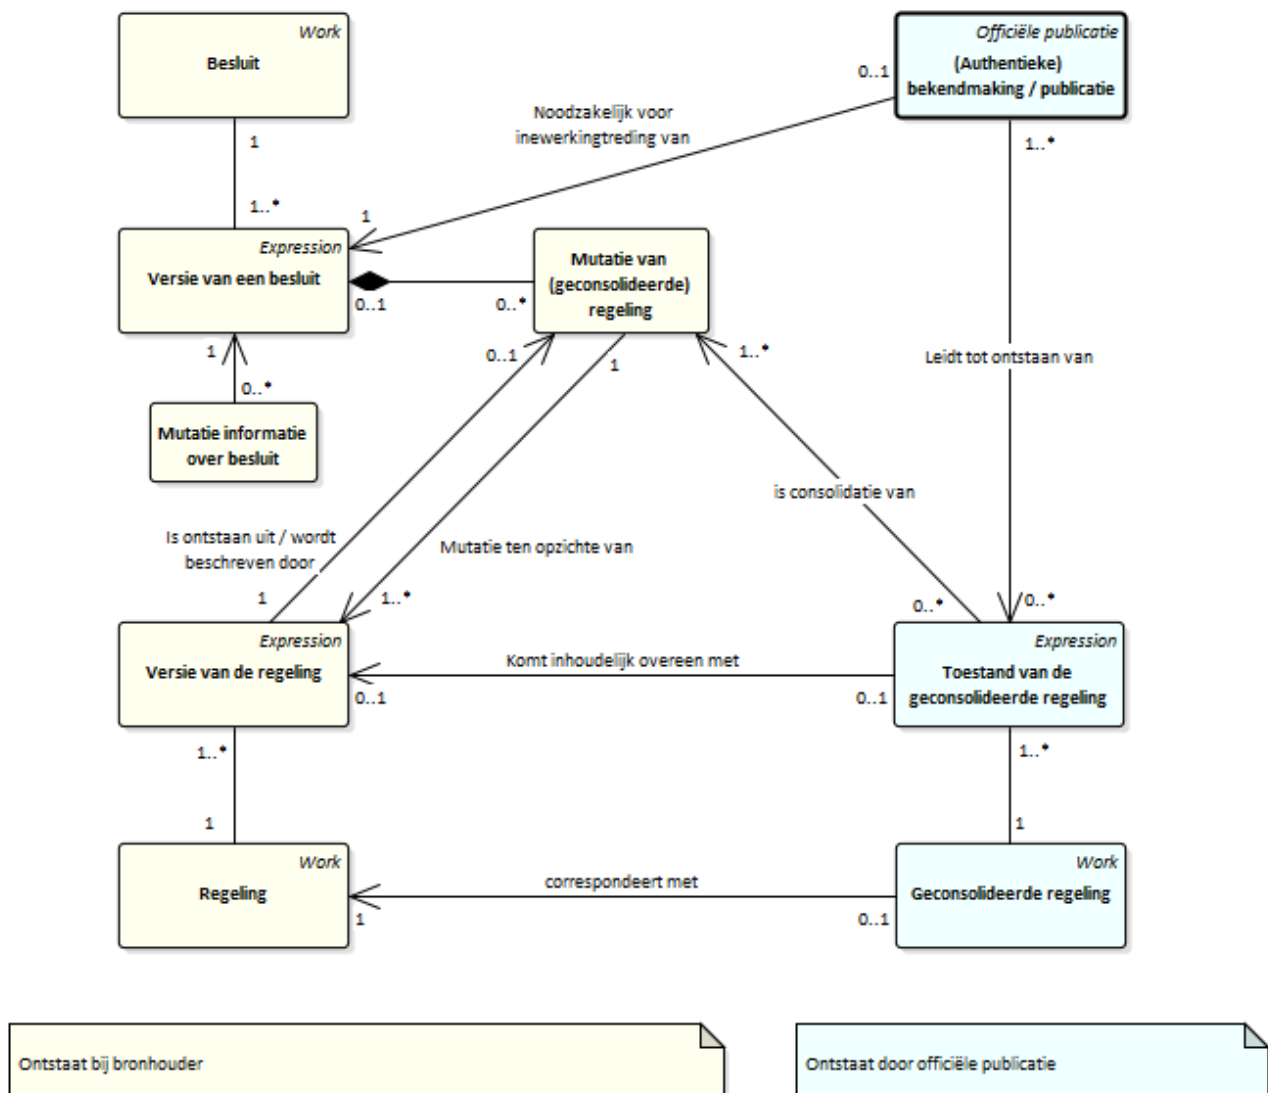 Work
Besluit
Officiële publicatie
(Authentieke)
bekendmaking / publicatie
0..1
Noodzakelijk voor
inewerkingtreding van
1
1..*
1..*
1
Expression
Versie van een besluit
Mutatie van
(geconsolideerde)
regeling
0..1
0..*
1
0..1
1
1..*
Leidt tot ontstaan van
0..*
Mutatie informatie
over besluit
is consolidatie van
Is ontstaan uit / wordt
beschreven door
Mutatie ten opzichte van
1
1..*
0..*
0..*
Expression
Versie van de regeling
Komt inhoudelijk overeen met
Expression
Toestand van de
geconsolideerde regeling
0..1
0..1
1..*
1..*
1
1
Work
Regeling
correspondeert met
Work
Geconsolideerde regeling
1
0..1
Ontstaat bij bronhouder
Ontstaat door officiële publicatie